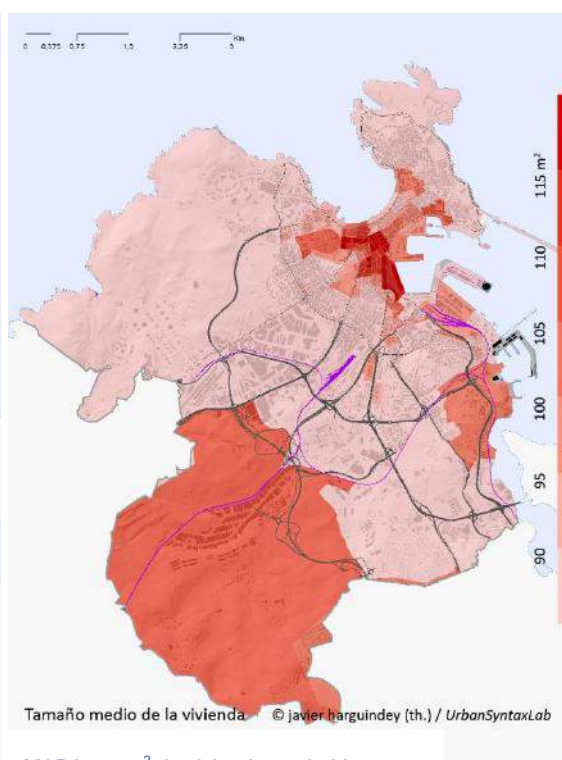 Km.
0 0,375 0,75 1,5 2,25 3
115 m²
110
105
100
95
90
Tamaño medio de la vivienda © javier harguindey (th.) / UrbanSyntaxLab